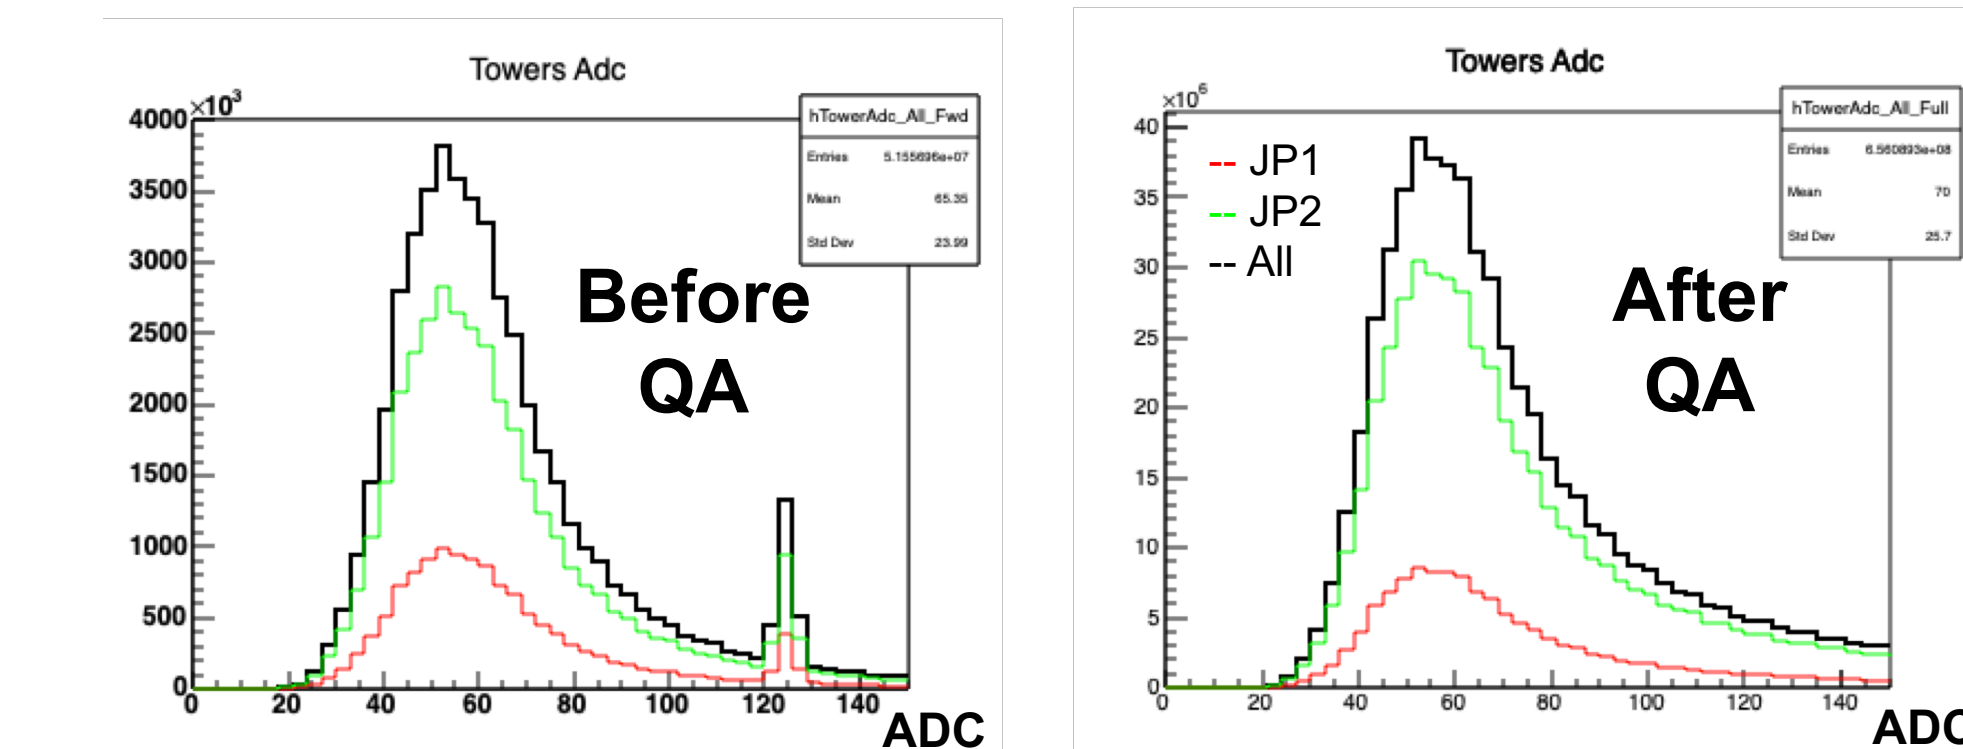 Towers Adc
×10³
hTowerAdc_All_Fwd
Entries 5.155696e+07
Mean 65.35
Std Dev 23.99
4000
3500
3000
2500
2000
1500
1000
500
0
Before
QA
0 20 40 60 80 100 120 140
ADC
Towers Adc
×10⁶
hTowerAdc_All_Full
Entries 6.560893e+08
Mean 70
Std Dev 25.7
-- JP1
-- JP2
-- All
40
35
30
25
20
15
10
5
0
After
QA
0 20 40 60 80 100 120 140
ADC